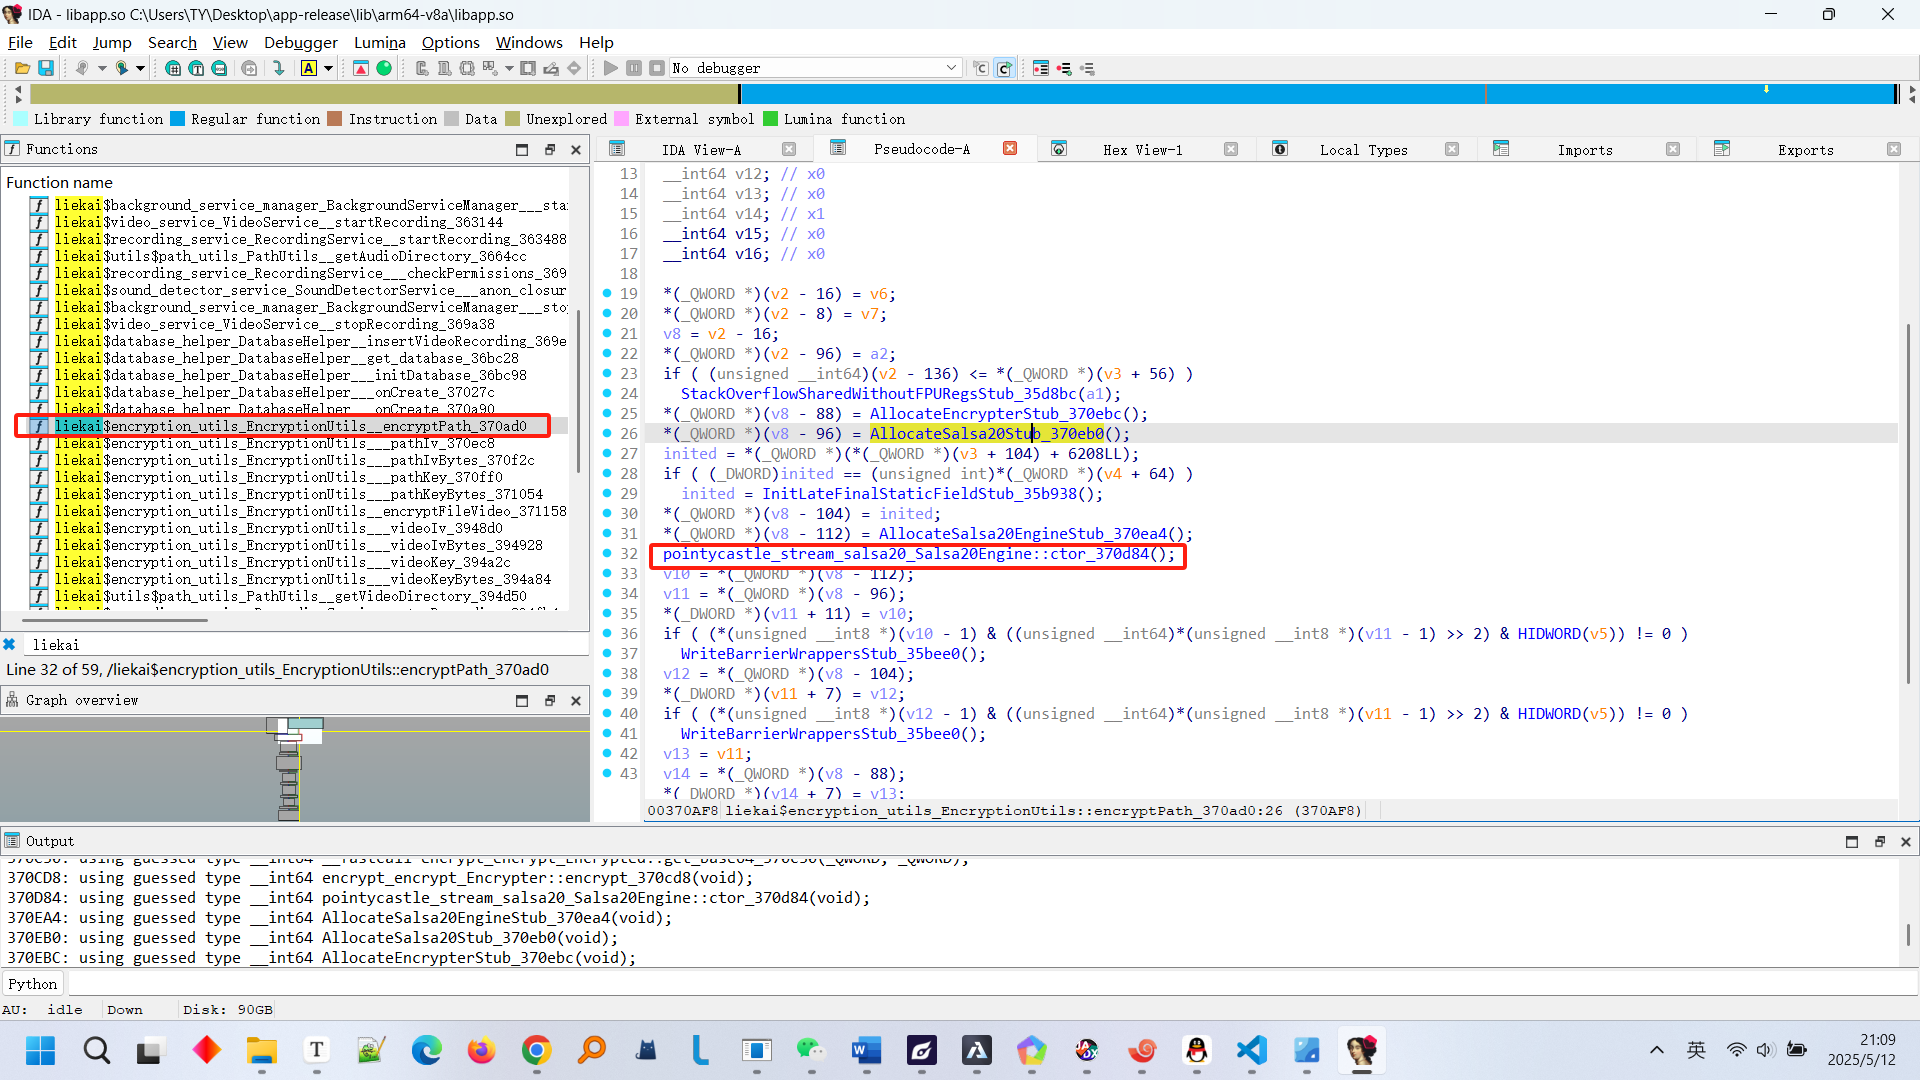 IDA - libapp.so C:\Users\TY\Desktop\app-release\lib\arm64-v8a\libapp.so
File Edit Jump Search View Debugger Lumina Options Windows Help
No debugger
Library function Regular function Instruction Data Unexplored External symbol Lumina function
Functions
Function name
liekai$background_service_manager_BackgroundServiceManager___sta
liekai$video_service_VideoService__startRecording_363144
liekai$recording_service_RecordingService__startRecording_363488
liekai$utils$path_utils_PathUtils__getAudioDirectory_3664cc
liekai$recording_service_RecordingService___checkPermissions_369
liekai$sound_detector_service_SoundDetectorService___anon_closur
liekai$background_service_manager_BackgroundServiceManager___sto
liekai$video_service_VideoService__stopRecording_369a38
liekai$database_helper_DatabaseHelper__insertVideoRecording_369e
liekai$database_helper_DatabaseHelper__get_database_36bc28
liekai$database_helper_DatabaseHelper___initDatabase_36bc98
liekai$database_helper_DatabaseHelper___onCreate_37027c
liekai$database_helper_DatabaseHelper___onCreate_370a90
liekai$encryption_utils_EncryptionUtils__encryptPath_370ad0
liekai$encryption_utils_EncryptionUtils___pathIv_370ec8
liekai$encryption_utils_EncryptionUtils___pathIvBytes_370f2c
liekai$encryption_utils_EncryptionUtils___pathKey_370ff0
liekai$encryption_utils_EncryptionUtils___pathKeyBytes_371054
liekai$encryption_utils_EncryptionUtils__encryptFileVideo_371158
liekai$encryption_utils_EncryptionUtils___videoIv_3948d0
liekai$encryption_utils_EncryptionUtils___videoIvBytes_394928
liekai$encryption_utils_EncryptionUtils___videoKey_394a2c
liekai$encryption_utils_EncryptionUtils___videoKeyBytes_394a84
liekai$utils$path_utils_PathUtils__getVideoDirectory_394d50
liekai
Line 32 of 59, /liekai$encryption_utils_EncryptionUtils::encryptPath_370ad0
Graph overview
IDA View-A Pseudocode-A Hex View-1 Local Types Imports Exports
13 __int64 v12; // x0
14 __int64 v13; // x0
15 __int64 v14; // x1
16 __int64 v15; // x0
17 __int64 v16; // x0
18
19 *(_QWORD *)(v2 - 16) = v6;
20 *(_QWORD *)(v2 - 8) = v7;
21 v8 = v2 - 16;
22 *(_QWORD *)(v2 - 96) = a2;
23 if ( (unsigned __int64)(v2 - 136) <= *(_QWORD *)(v3 + 56) )
24 StackOverflowSharedWithoutFPURegsStub_35d8bc(a1);
25 *(_QWORD *)(v8 - 88) = AllocateEncrypterStub_370ebc();
26 *(_QWORD *)(v8 - 96) = AllocateSalsa20Stub_370eb0();
27 inited = *(_QWORD *)(*(_QWORD *)(v3 + 104) + 6208LL);
28 if ( (_DWORD)inited == (unsigned int)*(_QWORD *)(v4 + 64) )
29 inited = InitLateFinalStaticFieldStub_35b938();
30 *(_QWORD *)(v8 - 104) = inited;
31 *(_QWORD *)(v8 - 112) = AllocateSalsa20EngineStub_370ea4();
32 pointycastle_stream_salsa20_Salsa20Engine::ctor_370d84();
33 v10 = *(_QWORD *)(v8 - 112);
34 v11 = *(_QWORD *)(v8 - 96);
35 *(_DWORD *)(v11 + 11) = v10;
36 if ( (*(unsigned __int8 *)(v10 - 1) & ((unsigned __int64)*(unsigned __int8 *)(v11 - 1) >> 2) & HIDWORD(v5)) != 0 )
37 WriteBarrierWrappersStub_35bee0();
38 v12 = *(_QWORD *)(v8 - 104);
39 *(_DWORD *)(v11 + 7) = v12;
40 if ( (*(unsigned __int8 *)(v12 - 1) & ((unsigned __int64)*(unsigned __int8 *)(v11 - 1) >> 2) & HIDWORD(v5)) != 0 )
41 WriteBarrierWrappersStub_35bee0();
42 v13 = v11;
43 v14 = *(_QWORD *)(v8 - 88);
*(_DWORD *)(v14 + 7) = v13;
00370AF8 liekai$encryption_utils_EncryptionUtils::encryptPath_370ad0:26 (370AF8)
Output
370C50: using guessed type __int64 __fastcall encrypt_encrypt_Encrypted::get_base64_370c50(_QWORD, _QWORD);
370CD8: using guessed type __int64 encrypt_encrypt_Encrypter::encrypt_370cd8(void);
370D84: using guessed type __int64 pointycastle_stream_salsa20_Salsa20Engine::ctor_370d84(void);
370EA4: using guessed type __int64 AllocateSalsa20EngineStub_370ea4(void);
370EB0: using guessed type __int64 AllocateSalsa20Stub_370eb0(void);
370EBC: using guessed type __int64 AllocateEncrypterStub_370ebc(void);
Python
AU: idle Down Disk: 90GB
英
21:09
2025/5/12